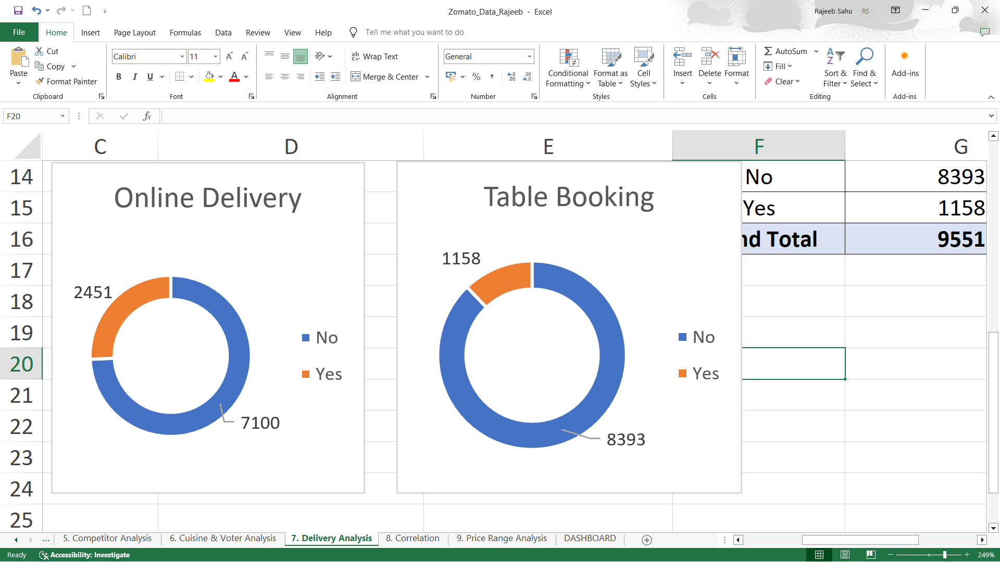 Zomato_Data_Rajeeb - Excel
Rajeeb Sahu RS
File Home Insert Page Layout Formulas Data Review View Help Tell me what you want to do
Paste
Cut
Copy
Format Painter
Clipboard
Calibri 11
B I U A
Font
Wrap Text
Merge & Center
Alignment
General
% ,
Number
Conditional Formatting
Format as Table
Cell Styles
Styles
Insert Delete Format
Cells
AutoSum
Fill
Clear
Sort & Filter
Find & Select
Editing
Add-ins
Add-ins
F20 fx
C D E F G
14 No 8393
15 Yes 1158
16 nd Total 9551
17
18
19
20
21
22
23
24
25
Online Delivery
2451
7100
No
Yes
Table Booking
1158
8393
No
Yes
... 5. Competitor Analysis 6. Cuisine & Voter Analysis 7. Delivery Analysis 8. Correlation 9. Price Range Analysis DASHBOARD
Ready Accessibility: Investigate 249%